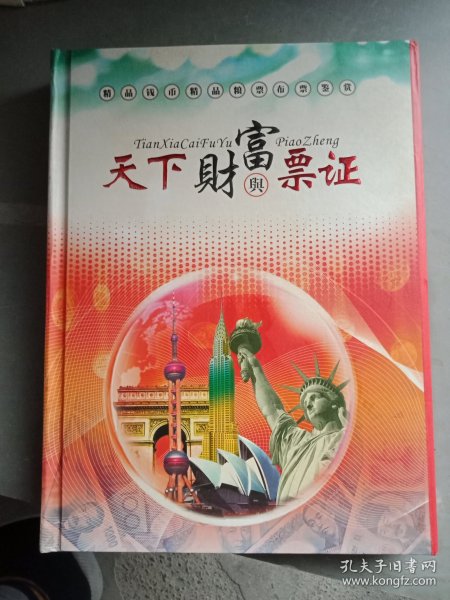 精品钱币精品粮票布票鉴赏
TianXiaCaiFuYu PiaoZheng
天下財富與票证
孔夫子旧书网
www.kongfz.com